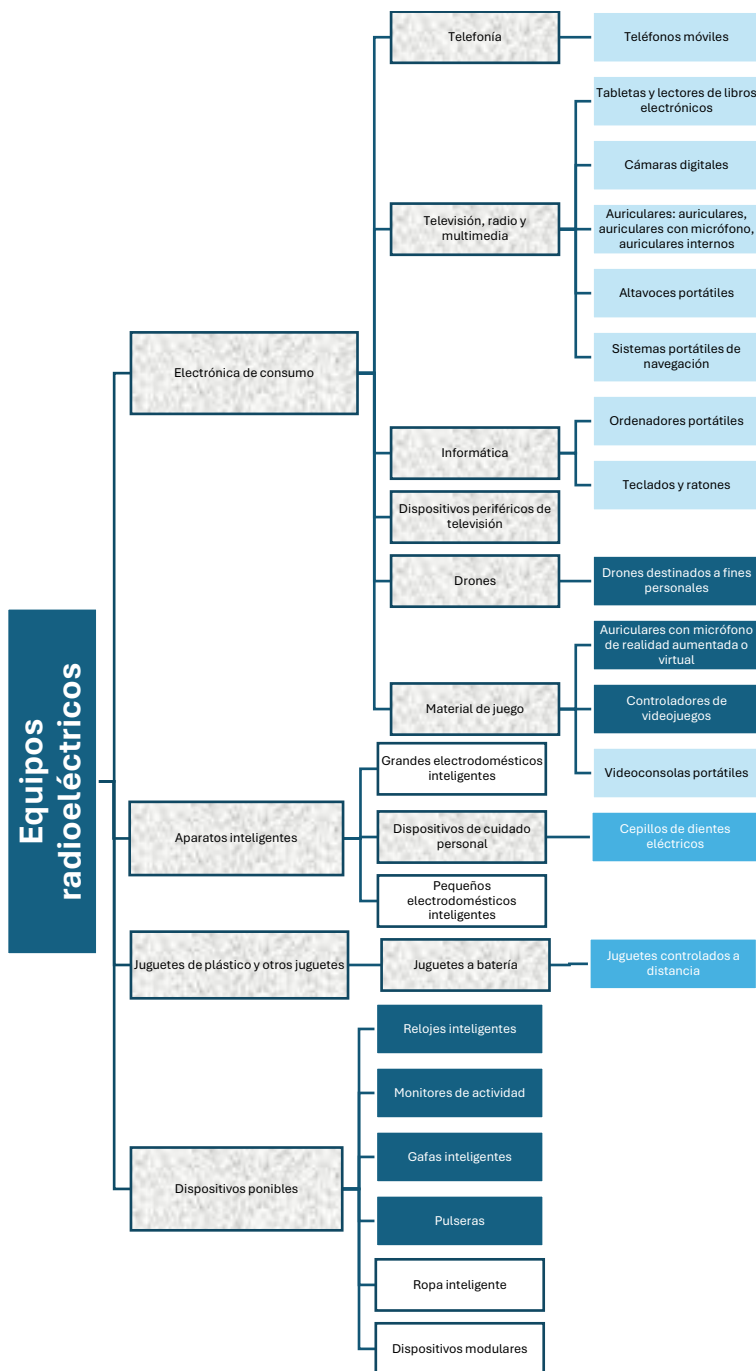 Equipos
radioeléctricos
Electrónica de consumo
Telefonía
Teléfonos móviles
Televisión, radio y
multimedia
Tabletas y lectores de libros
electrónicos
Cámaras digitales
Auriculares: auriculares,
auriculares con micrófono,
auriculares internos
Altavoces portátiles
Sistemas portátiles de
navegación
Informática
Ordenadores portátiles
Teclados y ratones
Dispositivos periféricos de
televisión
Drones
Drones destinados a fines
personales
Material de juego
Auriculares con micrófono
de realidad aumentada o
virtual
Controladores de
videojuegos
Videoconsolas portátiles
Aparatos inteligentes
Grandes electrodomésticos
inteligentes
Dispositivos de cuidado
personal
Cepillos de dientes
eléctricos
Pequeños
electrodomésticos
inteligentes
Juguetes de plástico y otros juguetes
Juguetes a batería
Juguetes controlados a
distancia
Dispositivos ponibles
Relojes inteligentes
Monitores de actividad
Gafas inteligentes
Pulseras
Ropa inteligente
Dispositivos modulares